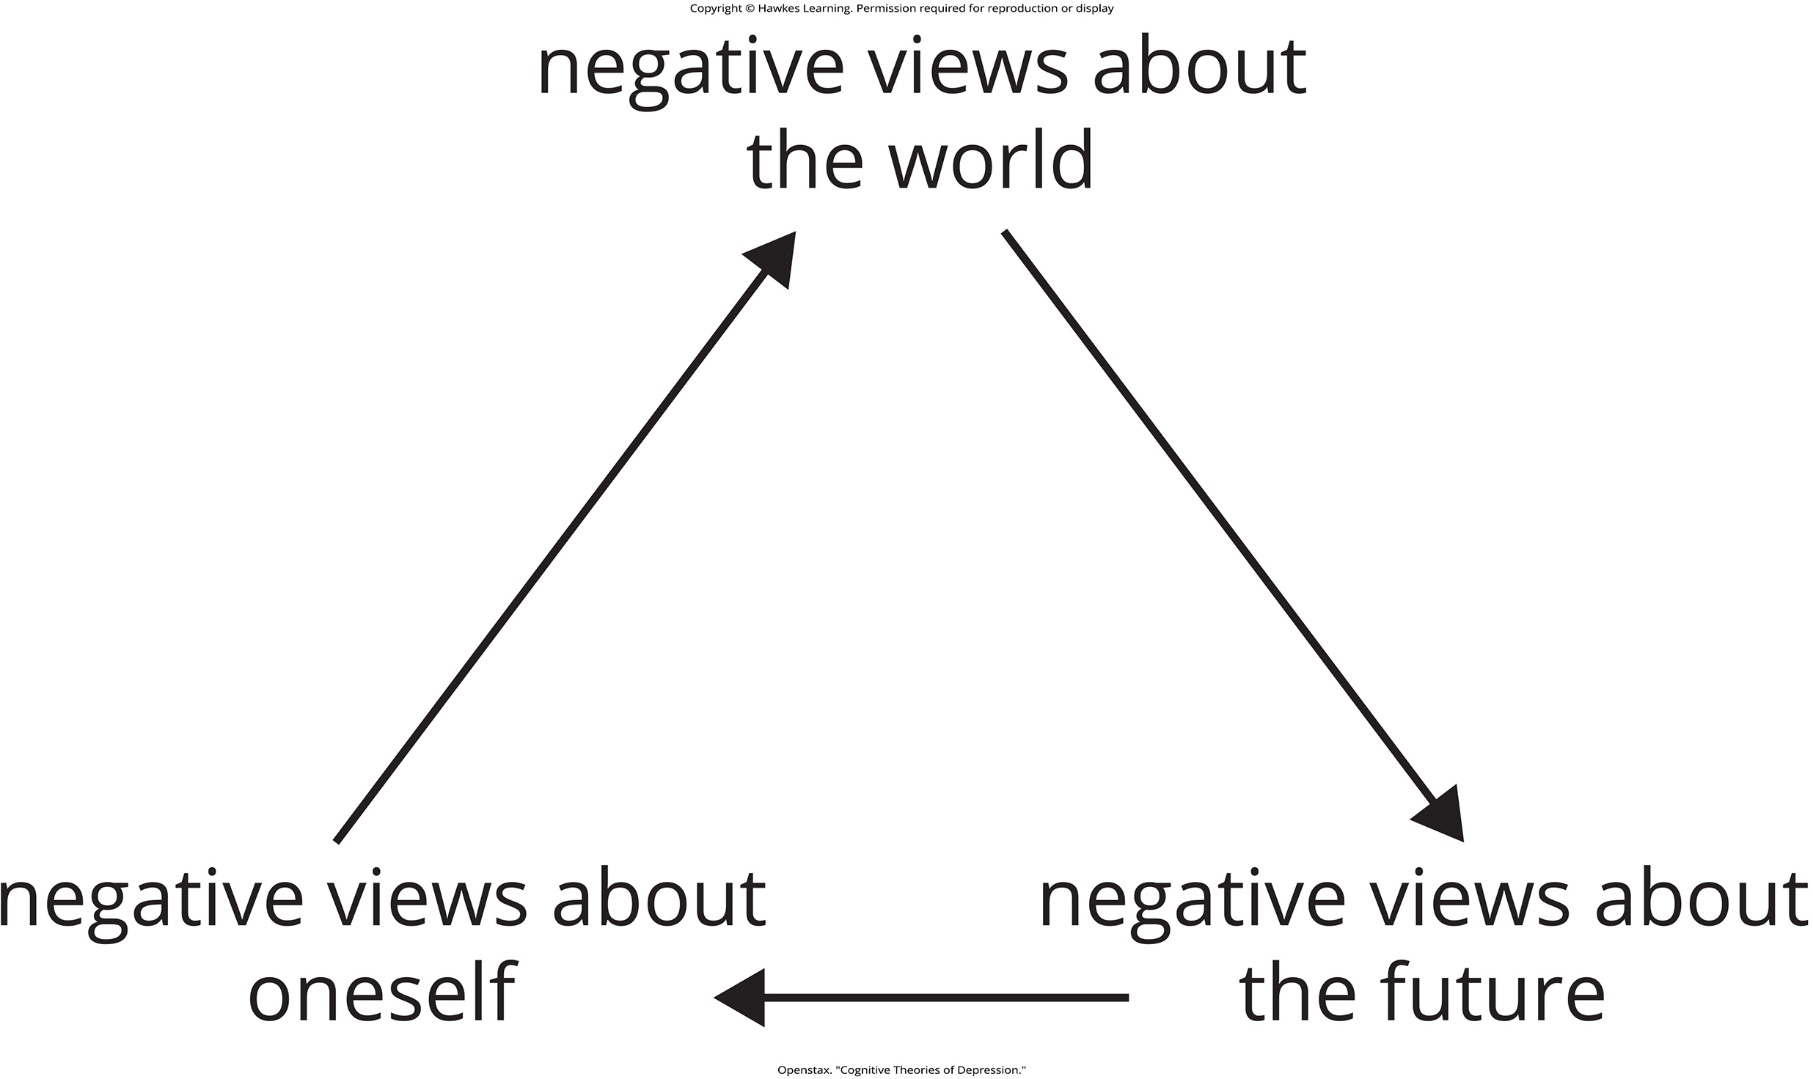 Copyright © Hawkes Learning. Permission required for reproduction or display
negative views about
the world
negative views about
oneself
negative views about
the future
Openstax. "Cognitive Theories of Depression."